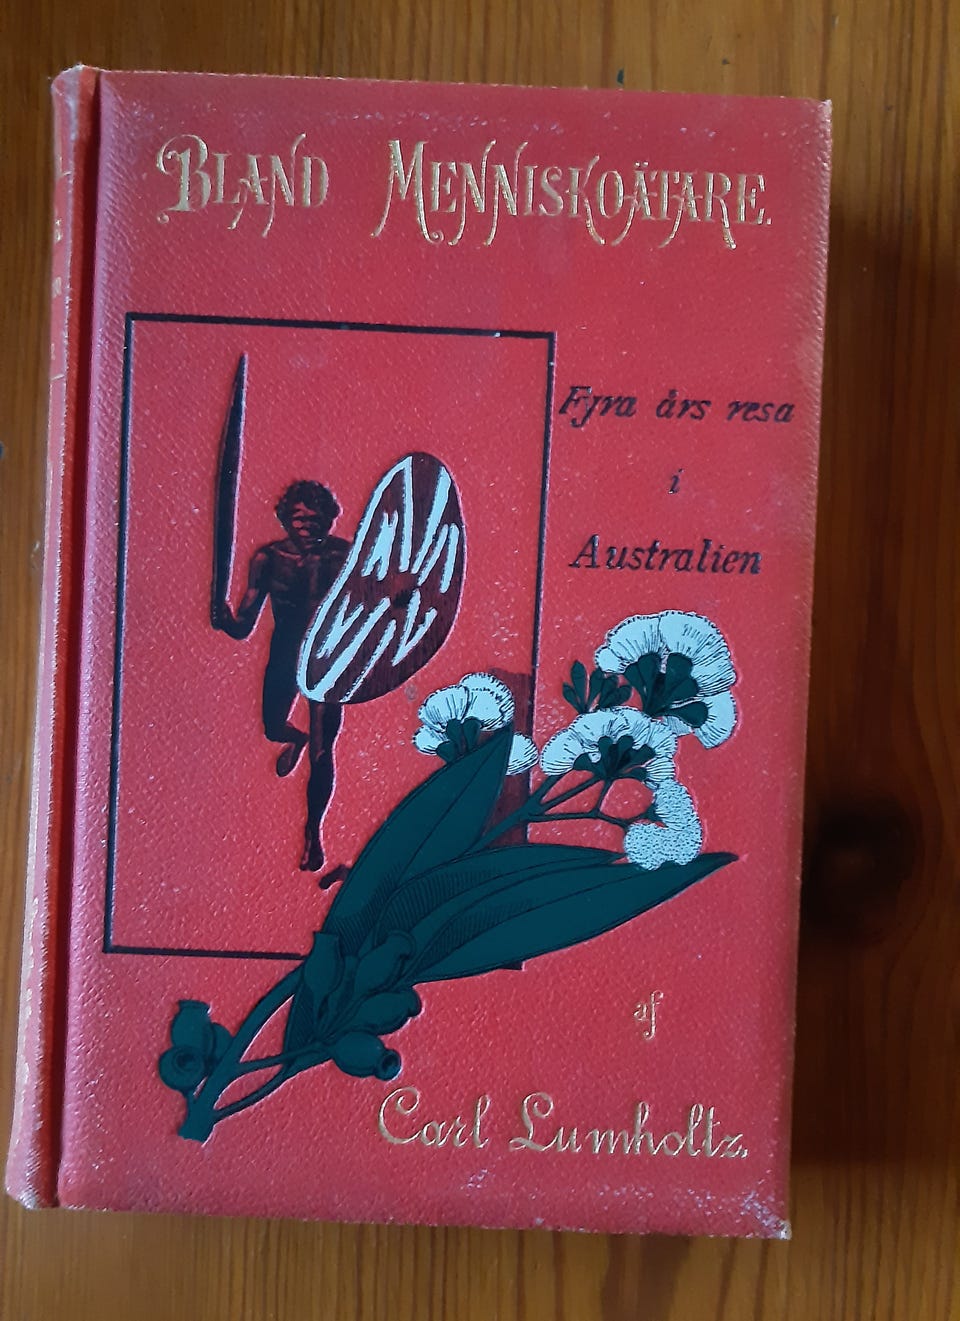 BLAND MENNISKOÄTARE.
Fyra års resa
i
Australien
af
Carl Lumholtz.